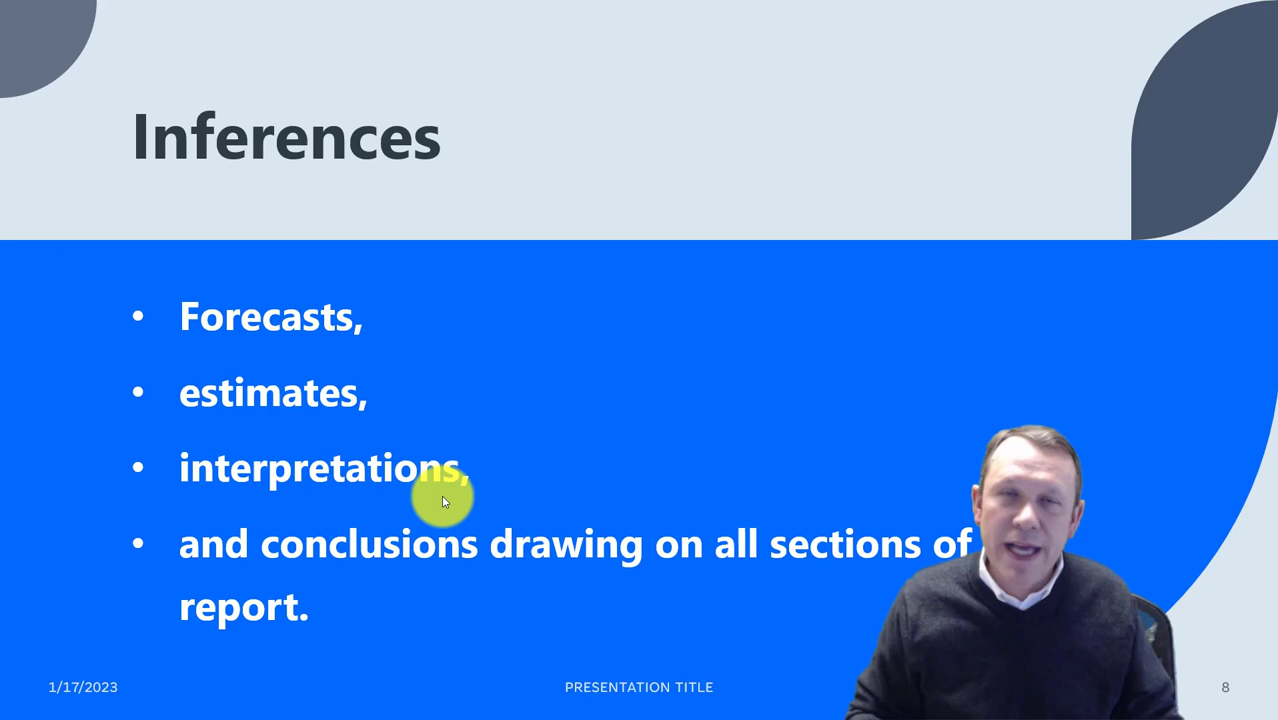 Inferences
• Forecasts,
• estimates,
• interpretations,
• and conclusions drawing on all sections of
report.
1/17/2023
PRESENTATION TITLE
8